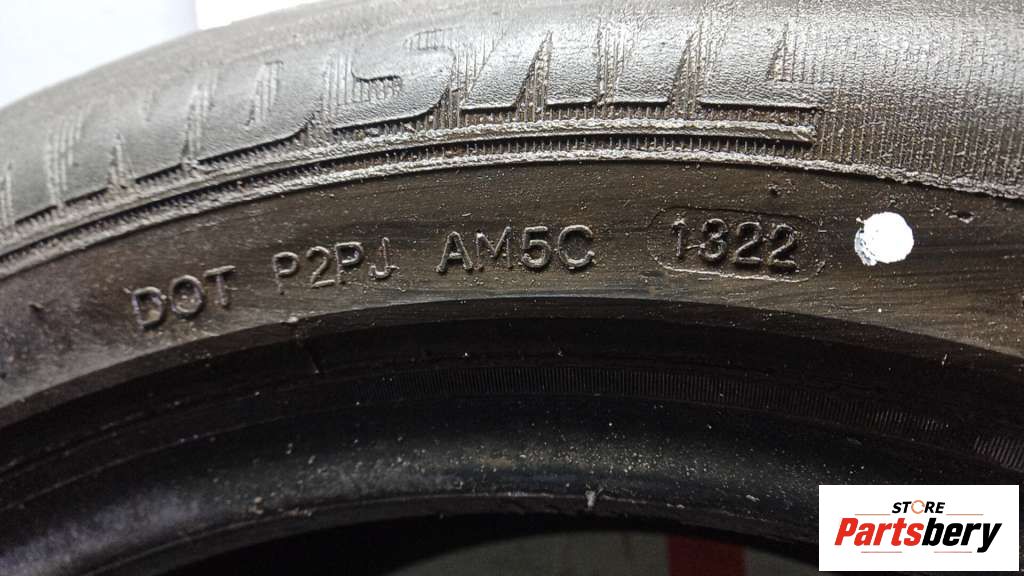 DOT P2PJ AM5C 1322
STORE
Partsbery